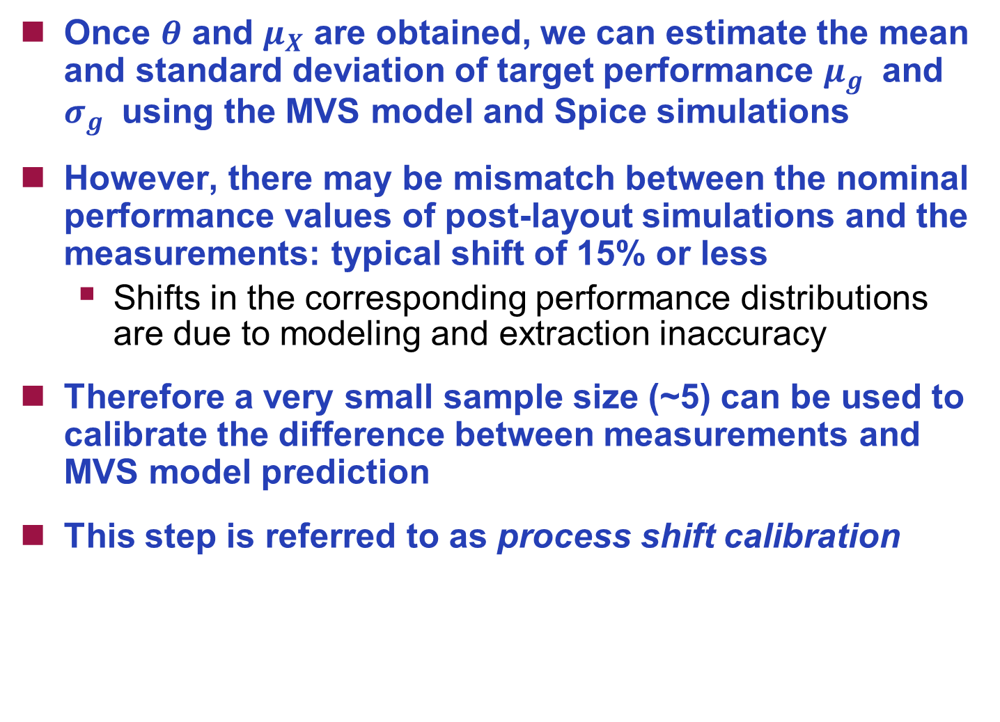 Once θ and μX are obtained, we can estimate the mean
and standard deviation of target performance μg and
σg using the MVS model and Spice simulations
However, there may be mismatch between the nominal
performance values of post-layout simulations and the
measurements: typical shift of 15% or less
Shifts in the corresponding performance distributions
are due to modeling and extraction inaccuracy
Therefore a very small sample size (~5) can be used to
calibrate the difference between measurements and
MVS model prediction
This step is referred to as process shift calibration